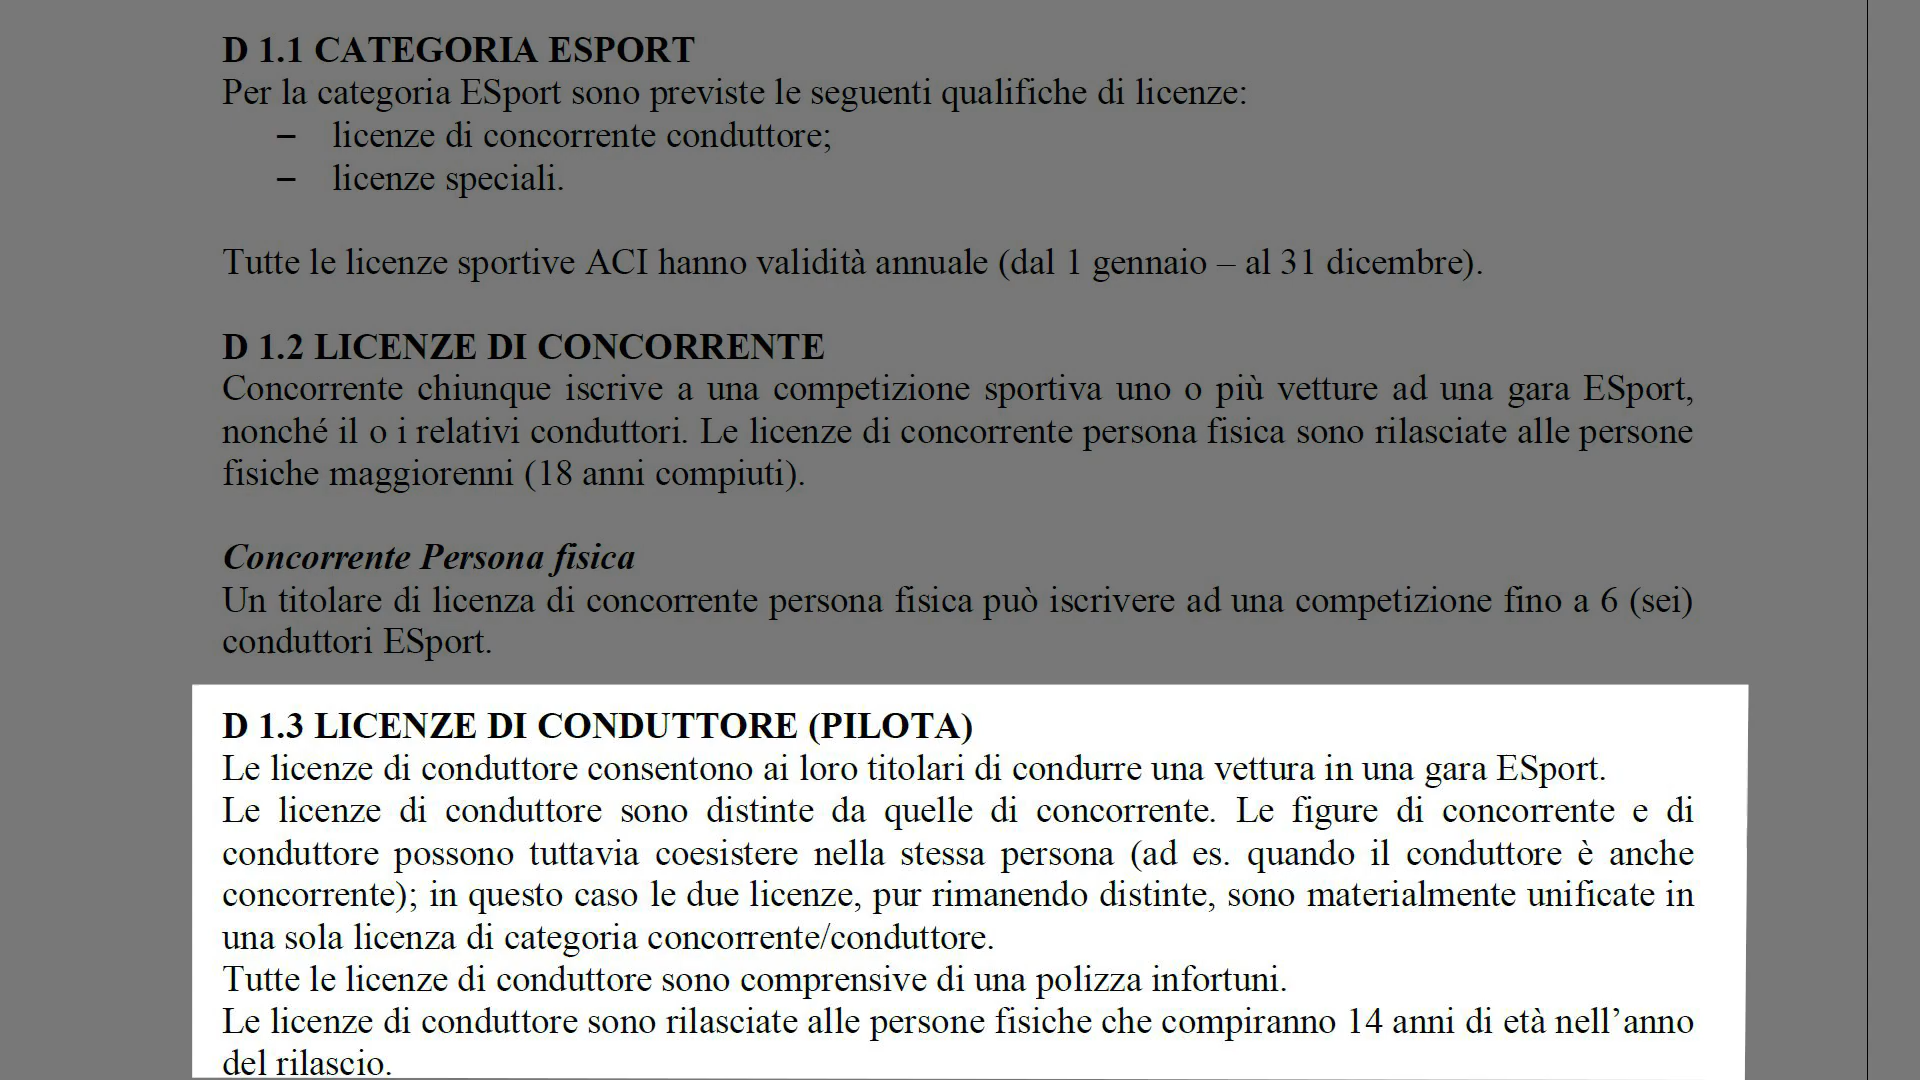 D 1.1 CATEGORIA ESPORT
Per la categoria ESport sono previste le seguenti qualifiche di licenze:
– licenze di concorrente conduttore;
– licenze speciali.
Tutte le licenze sportive ACI hanno validità annuale (dal 1 gennaio – al 31 dicembre).
D 1.2 LICENZE DI CONCORRENTE
Concorrente chiunque iscrive a una competizione sportiva uno o più vetture ad una gara ESport,
nonché il o i relativi conduttori. Le licenze di concorrente persona fisica sono rilasciate alle persone
fisiche maggiorenni (18 anni compiuti).
Concorrente Persona fisica
Un titolare di licenza di concorrente persona fisica può iscrivere ad una competizione fino a 6 (sei)
conduttori ESport.
D 1.3 LICENZE DI CONDUTTORE (PILOTA)
Le licenze di conduttore consentono ai loro titolari di condurre una vettura in una gara ESport.
Le licenze di conduttore sono distinte da quelle di concorrente. Le figure di concorrente e di
conduttore possono tuttavia coesistere nella stessa persona (ad es. quando il conduttore è anche
concorrente); in questo caso le due licenze, pur rimanendo distinte, sono materialmente unificate in
una sola licenza di categoria concorrente/conduttore.
Tutte le licenze di conduttore sono comprensive di una polizza infortuni.
Le licenze di conduttore sono rilasciate alle persone fisiche che compiranno 14 anni di età nell’anno
del rilascio.